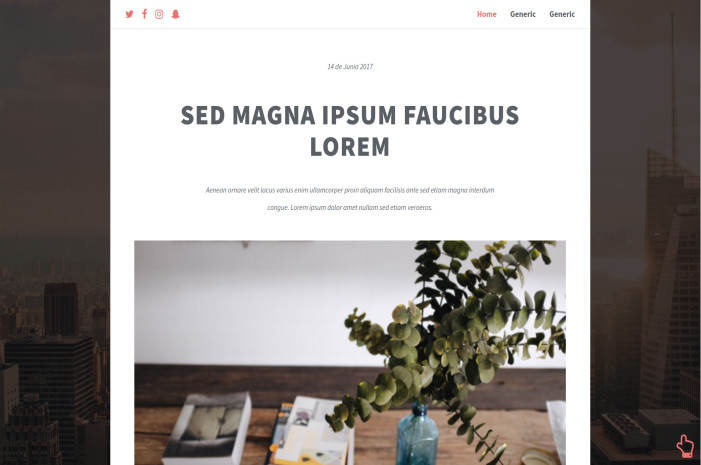 Home Generic Generic
14 de Junio 2017
SED MAGNA IPSUM FAUCIBUS
LOREM
Aenean ornare velit lacus varius enim ullamcorper proin aliquam facilisis ante sed etiam magna interdum
congue. Lorem ipsum dolor amet nullam sed etiam veroeros.